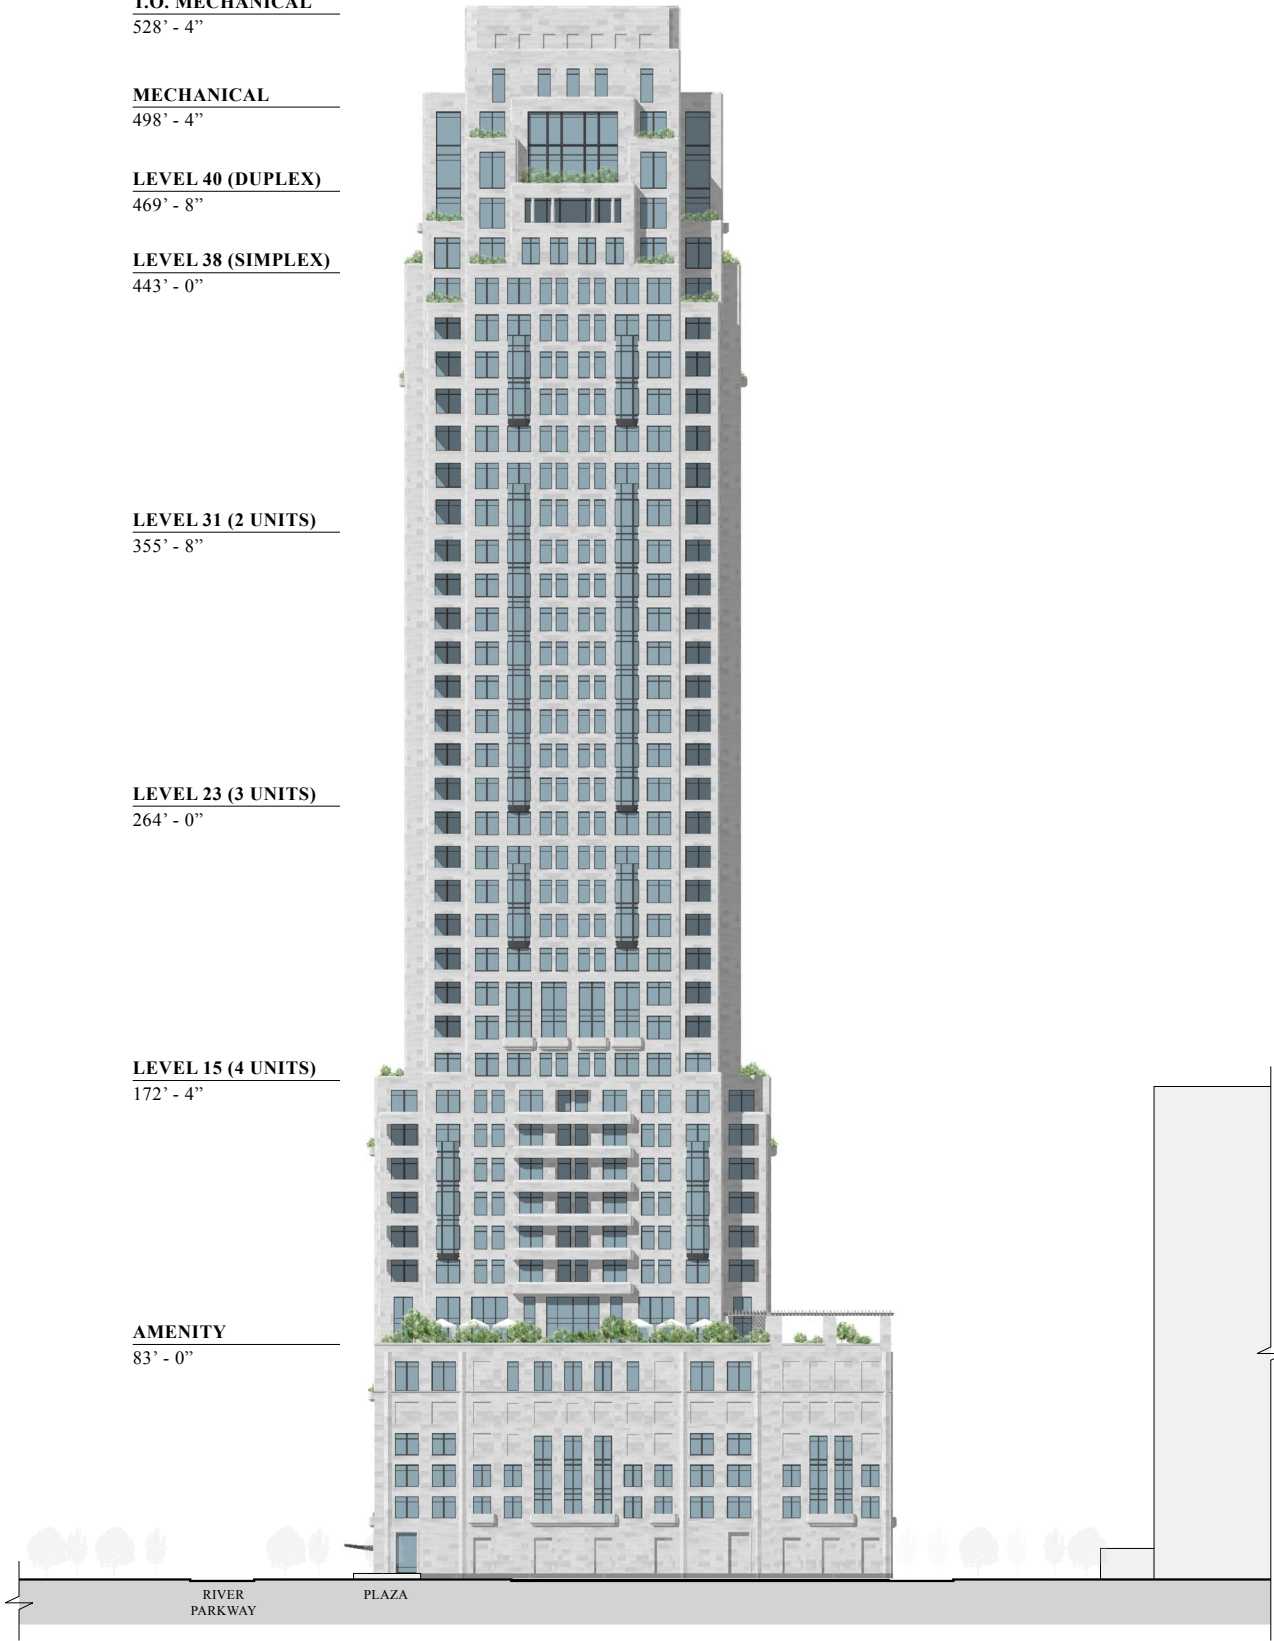 T.O. MECHANICAL
528’ - 4”
MECHANICAL
498’ - 4”
LEVEL 40 (DUPLEX)
469’ - 8”
LEVEL 38 (SIMPLEX)
443’ - 0”
LEVEL 31 (2 UNITS)
355’ - 8”
LEVEL 23 (3 UNITS)
264’ - 0”
LEVEL 15 (4 UNITS)
172’ - 4”
AMENITY
83’ - 0”
RIVER
PARKWAY
PLAZA